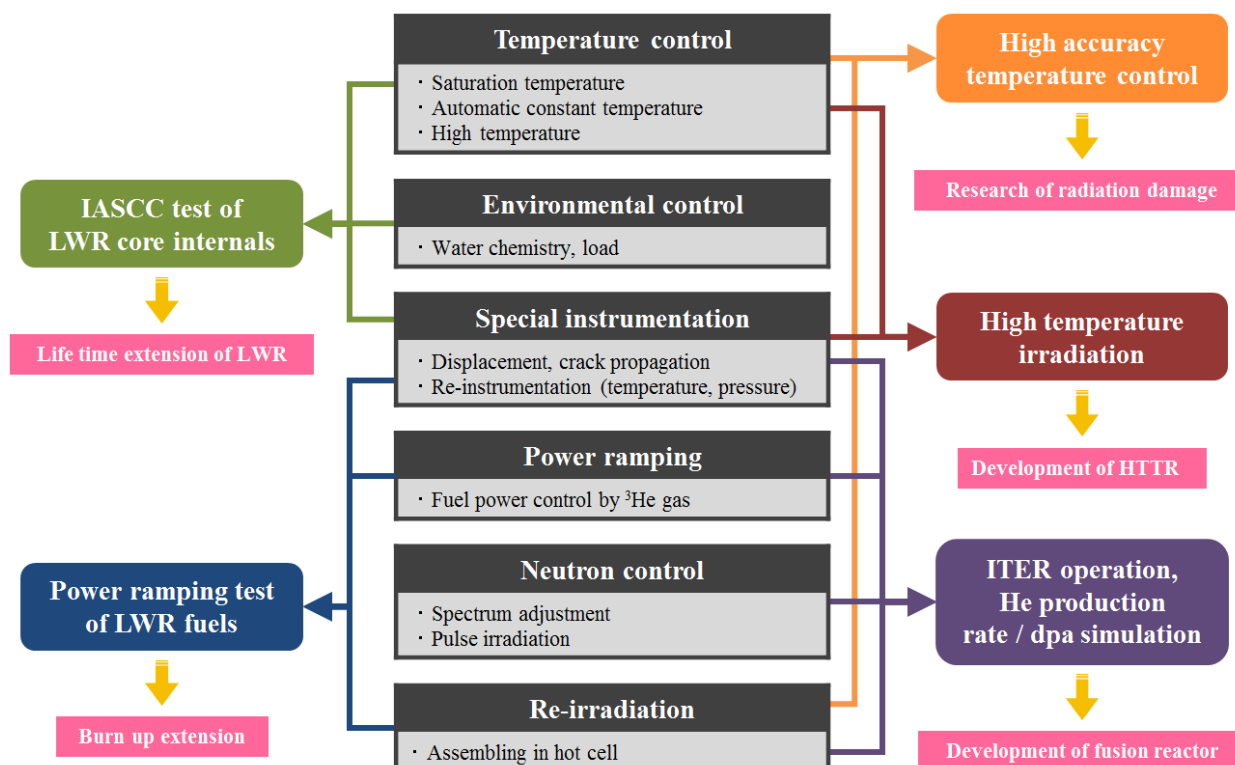 Temperature control
・Saturation temperature
・Automatic constant temperature
・High temperature
Environmental control
・Water chemistry, load
Special instrumentation
・Displacement, crack propagation
・Re-instrumentation (temperature, pressure)
Power ramping
・Fuel power control by ³He gas
Neutron control
・Spectrum adjustment
・Pulse irradiation
Re-irradiation
・Assembling in hot cell
IASCC test of
LWR core internals
Life time extension of LWR
Power ramping test
of LWR fuels
Burn up extension
High accuracy
temperature control
Research of radiation damage
High temperature
irradiation
Development of HTTR
ITER operation,
He production
rate / dpa simulation
Development of fusion reactor